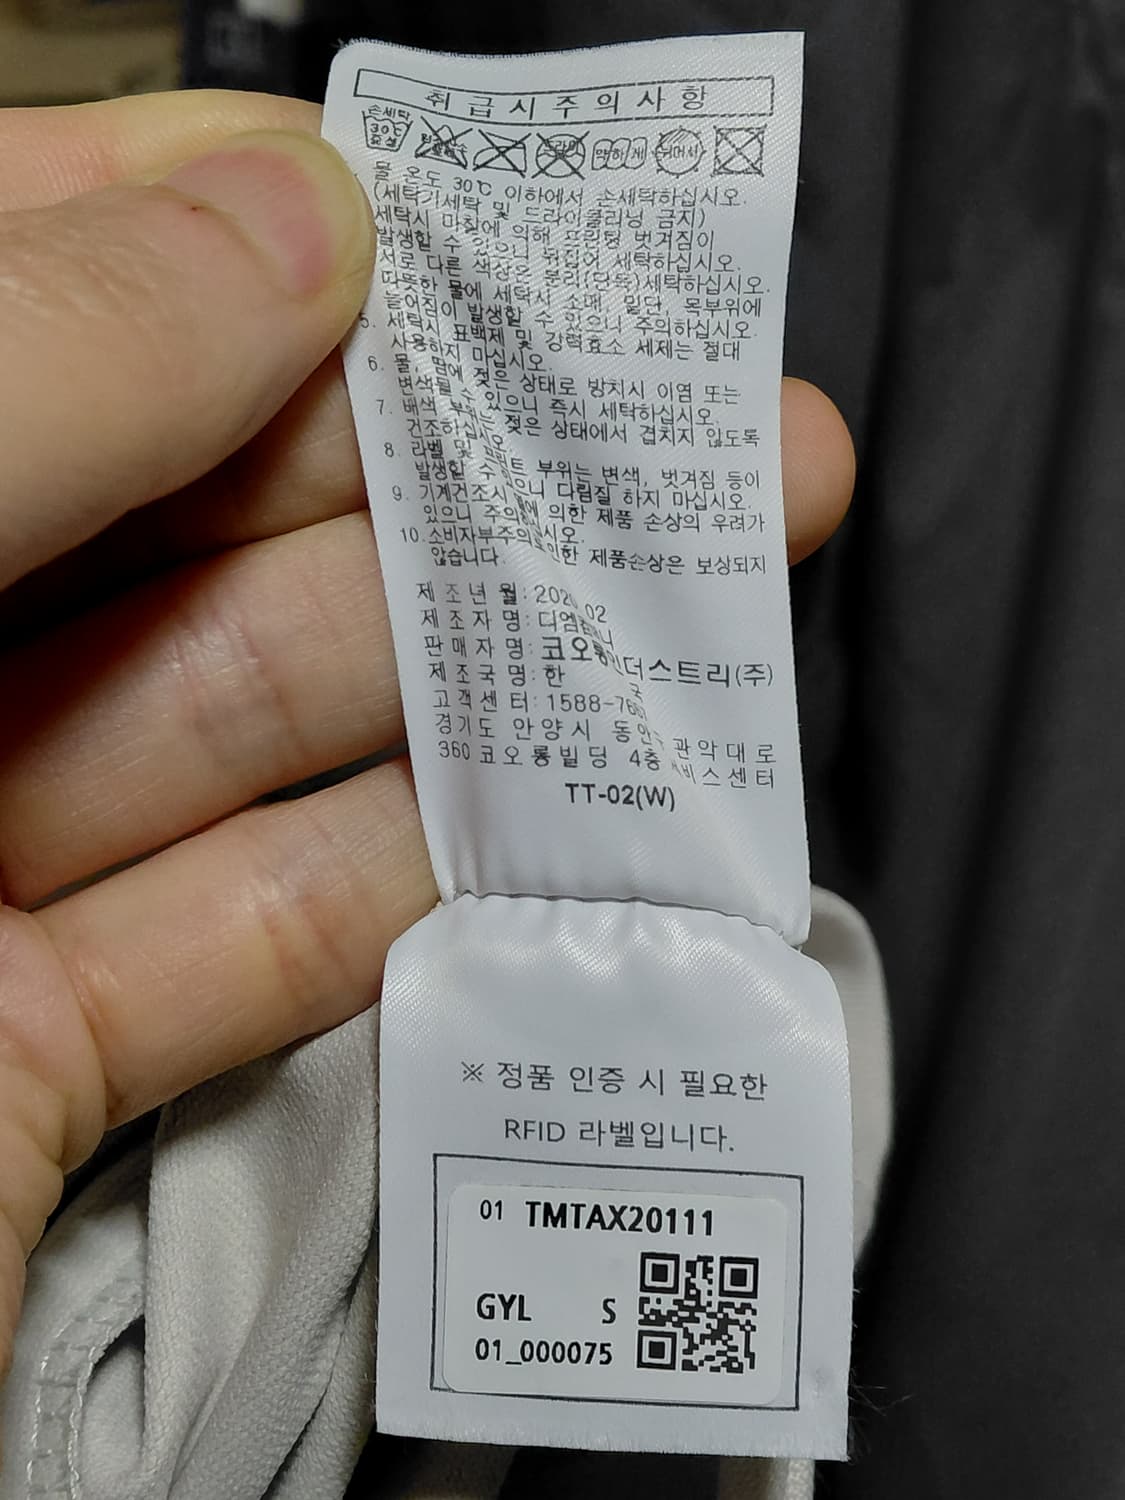 취급시주의사항
손세탁
30℃
중성
약하게
뉘어서
물 온도 30℃ 이하에서 손세탁하십시오.
(세탁기세탁 및 드라이클리닝 금지)
세탁시 마찰에 의해 프린팅 벗겨짐이
발생할 수 있으니 뒤집어 세탁하십시오.
서로 다른 색상은 분리(단독)세탁하십시오.
따뜻한 물에 세탁시 소매, 밑단, 목부위에
늘어짐이 발생할 수 있으니 주의하십시오.
5. 세탁시 표백제 및 강력효소 세제는 절대
사용하지 마십시오.
6. 물, 땀에 젖은 상태로 방치시 이염 또는
변색될 수 있으니 즉시 세탁하십시오.
7. 배색 젖은 상태에서 겹치지 않도록
건조하십시오.
8. 라벨 및 부위는 변색, 벗겨짐 등이
발생할 수 있으니 다림질 하지 마십시오.
9. 기계건조시 의한 제품 손상의 우려가
있으니 주의
10. 소비자부주의 인한 제품손상은 보상되지
않습니다.
제조년월: 02
제조자명:
판매자명: 코오롱인더스트리(주)
제조국명: 한국
고객센터: 1588-
경기도 안양시 동안 관악대로
360 코오롱빌딩 4층 서비스센터
TT-02(W)
※ 정품 인증 시 필요한
RFID 라벨입니다.
01 TMTAX20111
GYL S
01_000075